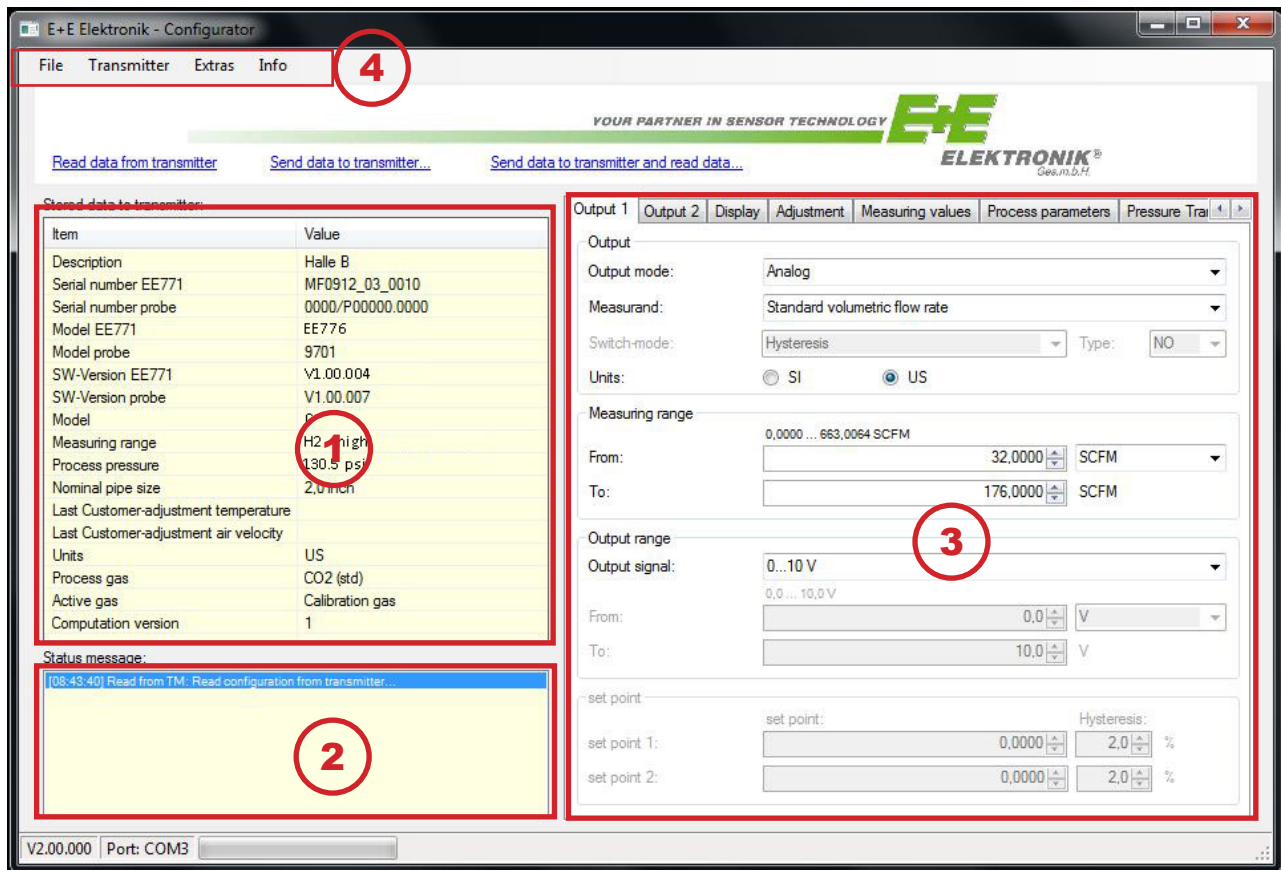 E+E Elektronik - Configurator
File Transmitter Extras Info
4
YOUR PARTNER IN SENSOR TECHNOLOGY
E+E
ELEKTRONIK®
Ges.m.b.H.
Read data from transmitter Send data to transmitter... Send data to transmitter and read data...
Stored data to transmitter:
Item Value
Description Halle B
Serial number EE771 MF0912_03_0010
Serial number probe 0000/P00000.0000
Model EE771 EE776
Model probe 9701
SW-Version EE771 V1.00.004
SW-Version probe V1.00.007
Model
Measuring range H2 high
Process pressure 130.5 psi
Nominal pipe size 2,0 inch
Last Customer-adjustment temperature
Last Customer-adjustment air velocity
Units US
Process gas CO2 (std)
Active gas Calibration gas
Computation version 1
1
Status message:
[08:43:40] Read from TM: Read configuration from transmitter...
2
Output 1 Output 2 Display Adjustment Measuring values Process parameters Pressure Tra
Output
Output mode: Analog
Measurand: Standard volumetric flow rate
Switch-mode: Hysteresis Type: NO
Units: SI US
Measuring range
0,0000 ... 663,0064 SCFM
From: 32,0000 SCFM
To: 176,0000 SCFM
3
Output range
Output signal: 0...10 V
0,0 ... 10,0 V
From: 0,0 V
To: 10,0 V
set point
set point: Hysteresis:
set point 1: 0,0000 2,0 %
set point 2: 0,0000 2,0 %
V2.00.000 Port: COM3